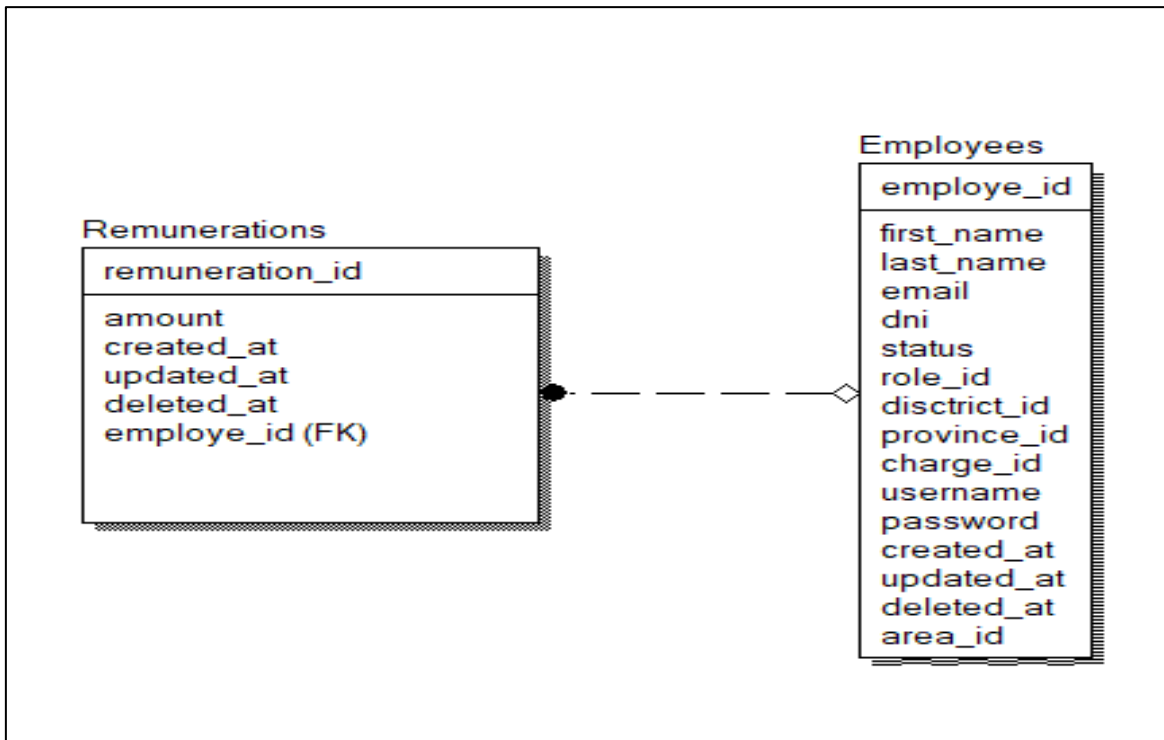 Remunerations
remuneration_id
amount
created_at
updated_at
deleted_at
employe_id (FK)
Employees
employe_id
first_name
last_name
email
dni
status
role_id
disctrict_id
province_id
charge_id
username
password
created_at
updated_at
deleted_at
area_id